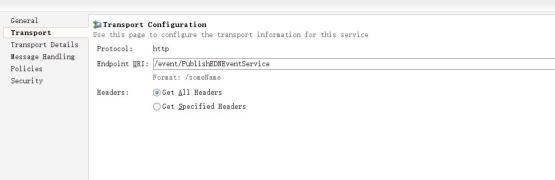 General
Transport
Transport Details
Message Handling
Policies
Security
Transport Configuration
Use this page to configure the transport information for this service
Protocol: http
Endpoint URI: /event/PublishEDNEventService
Format: /someName
Headers: Get All Headers
Get Specified Headers